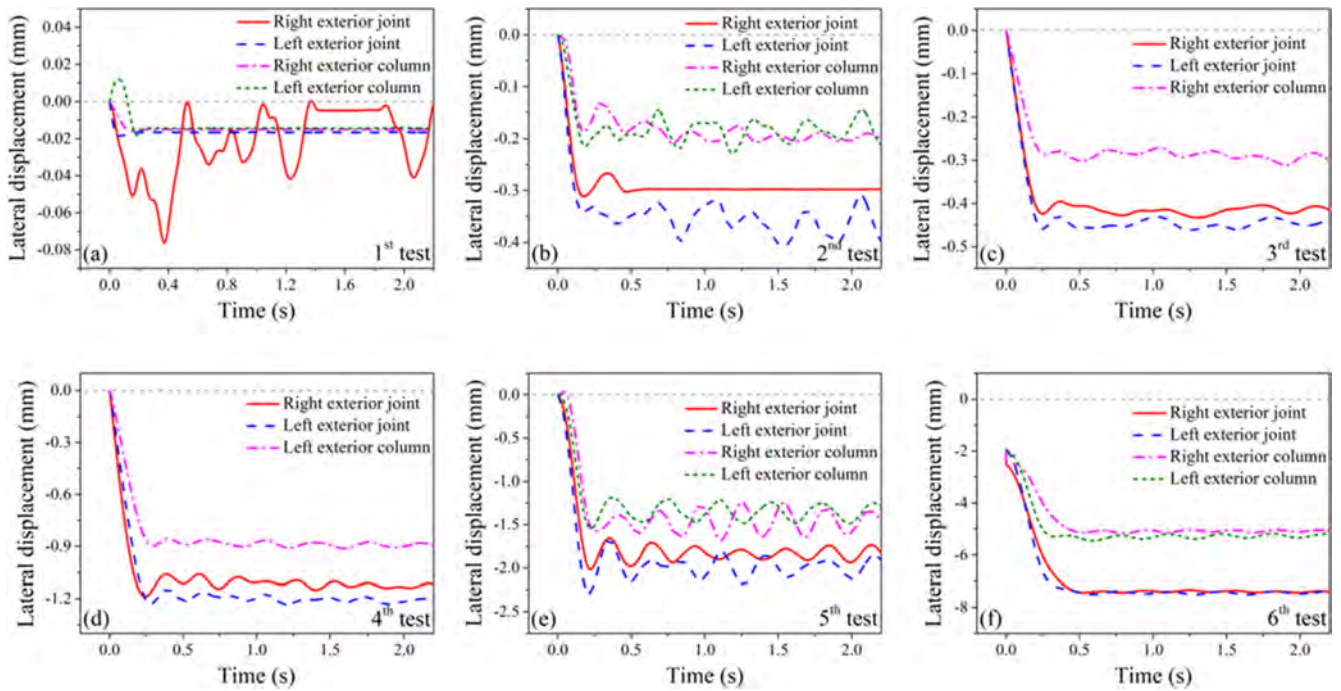 Lateral displacement (mm)
0.04
0.02
0.00
-0.02
-0.04
-0.06
-0.08
Right exterior joint
Left exterior joint
Right exterior column
Left exterior column
(a)
1st test
0.0 0.4 0.8 1.2 1.6 2.0
Time (s)
Lateral displacement (mm)
0.0
-0.1
-0.2
-0.3
-0.4
Right exterior joint
Left exterior joint
Right exterior column
Left exterior column
(b)
2nd test
0.0 0.5 1.0 1.5 2.0
Time (s)
Lateral displacement (mm)
0.0
-0.1
-0.2
-0.3
-0.4
-0.5
Right exterior joint
Left exterior joint
Right exterior column
(c)
3rd test
0.0 0.5 1.0 1.5 2.0
Time (s)
Lateral displacement (mm)
0.0
-0.3
-0.6
-0.9
-1.2
Right exterior joint
Left exterior joint
Left exterior column
(d)
4th test
0.0 0.5 1.0 1.5 2.0
Time (s)
Lateral displacement (mm)
0.0
-0.5
-1.0
-1.5
-2.0
-2.5
Right exterior joint
Left exterior joint
Right exterior column
Left exterior column
(e)
5th test
0.0 0.5 1.0 1.5 2.0
Time (s)
Lateral displacement (mm)
0
-2
-4
-6
-8
Right exterior joint
Left exterior joint
Right exterior column
Left exterior column
(f)
6th test
0.0 0.5 1.0 1.5 2.0
Time (s)